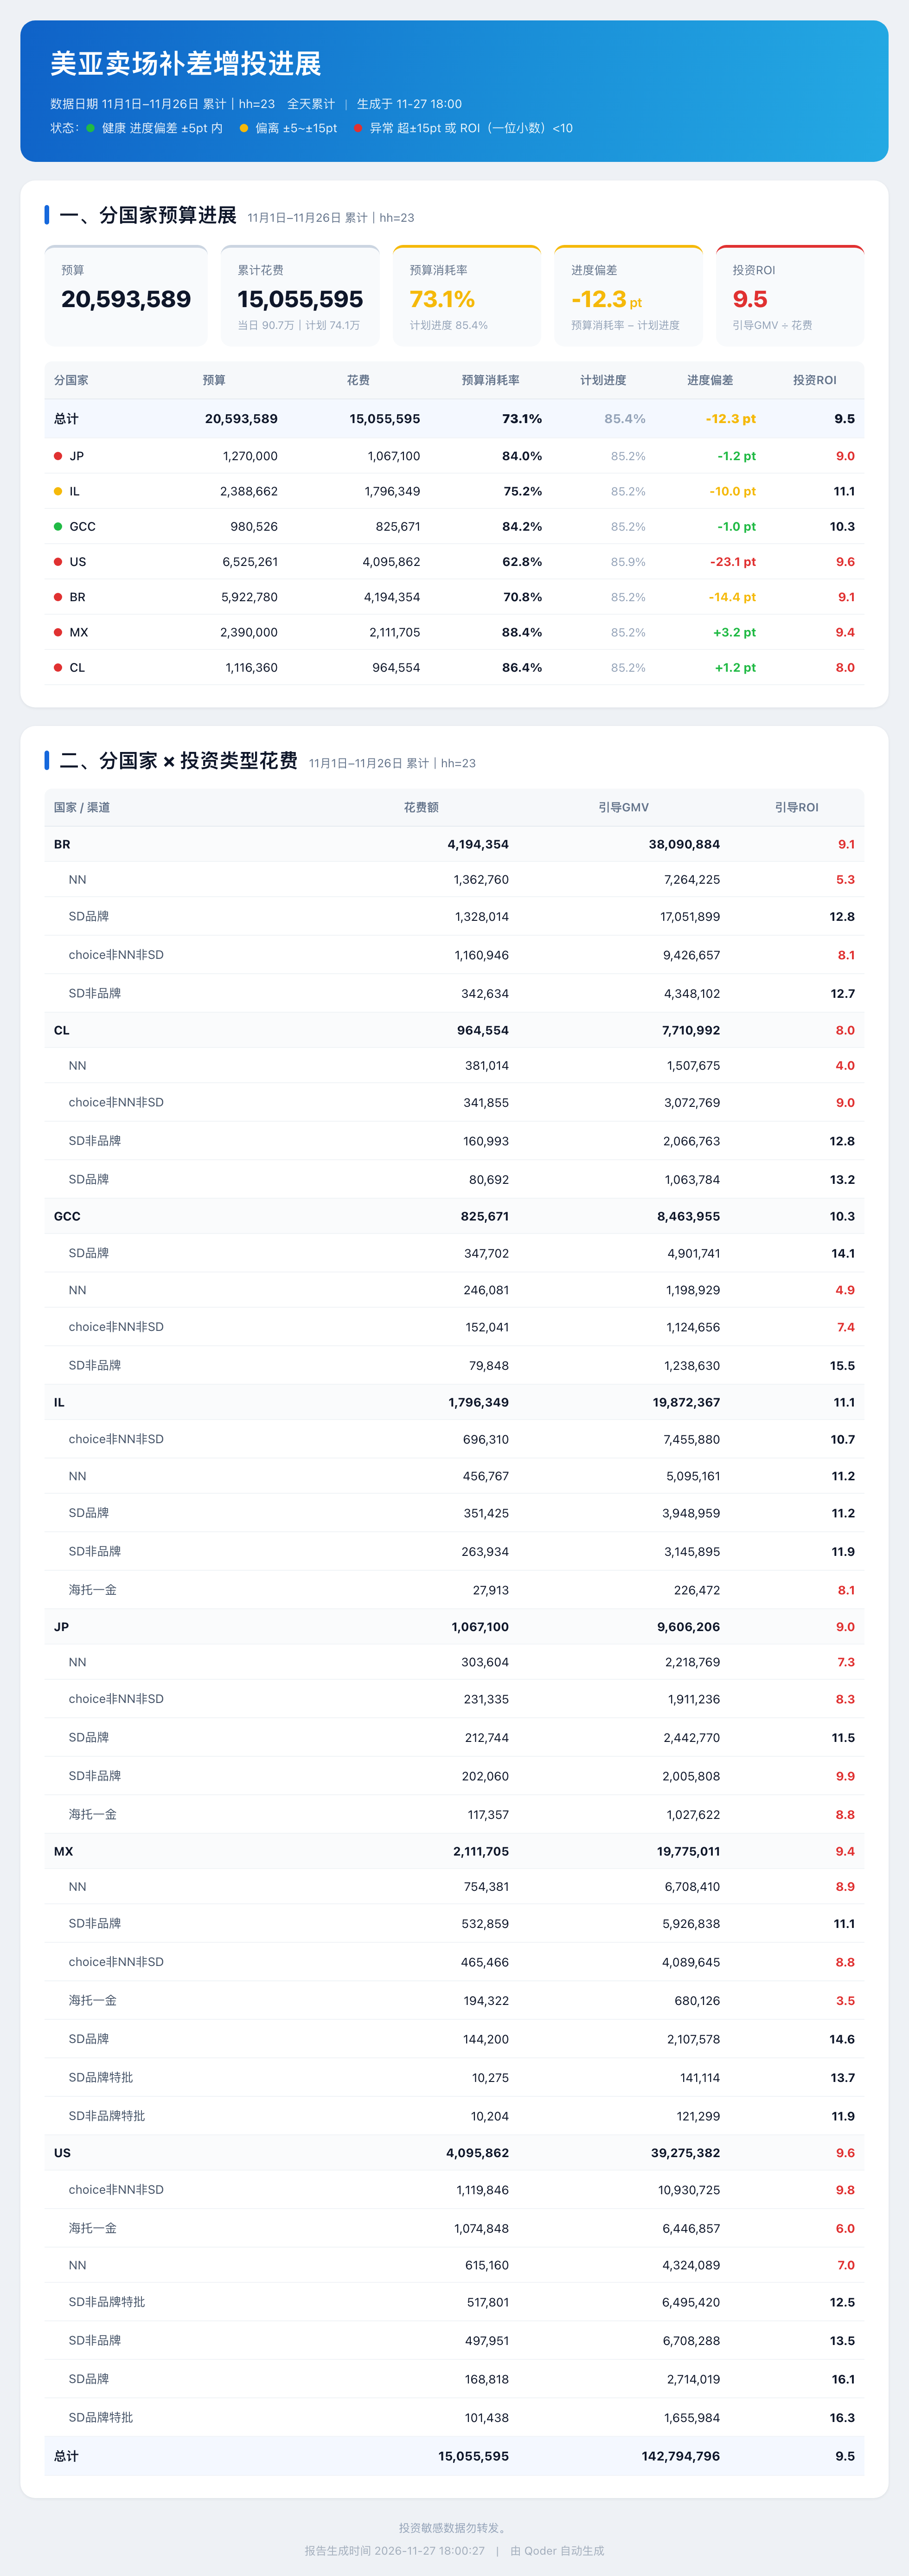 美亚卖场补差增投进展
数据日期 11月1日–11月26日 累计 | hh=23 全天累计 | 生成于 11-27 18:00
状态: 健康 进度偏差 ±5pt 内 偏离 ±5~±15pt 异常 超±15pt 或 ROI（一位小数）<10
一、分国家预算进展 11月1日–11月26日 累计 | hh=23
预算 累计花费 预算消耗率 进度偏差 投资ROI
20,593,589 15,055,595 73.1% -12.3 pt 9.5
当日 90.7万 | 计划 74.1万 计划进度 85.4% 预算消耗率 − 计划进度 引导GMV ÷ 花费
分国家 预算 花费 预算消耗率 计划进度 进度偏差 投资ROI
总计 20,593,589 15,055,595 73.1% 85.4% -12.3 pt 9.5
JP 1,270,000 1,067,100 84.0% 85.2% -1.2 pt 9.0
IL 2,388,662 1,796,349 75.2% 85.2% -10.0 pt 11.1
GCC 980,526 825,671 84.2% 85.2% -1.0 pt 10.3
US 6,525,261 4,095,862 62.8% 85.9% -23.1 pt 9.6
BR 5,922,780 4,194,354 70.8% 85.2% -14.4 pt 9.1
MX 2,390,000 2,111,705 88.4% 85.2% +3.2 pt 9.4
CL 1,116,360 964,554 86.4% 85.2% +1.2 pt 8.0
二、分国家 × 投资类型花费 11月1日–11月26日 累计 | hh=23
国家 / 渠道 花费额 引导GMV 引导ROI
BR 4,194,354 38,090,884 9.1
NN 1,362,760 7,264,225 5.3
SD品牌 1,328,014 17,051,899 12.8
choice非NN非SD 1,160,946 9,426,657 8.1
SD非品牌 342,634 4,348,102 12.7
CL 964,554 7,710,992 8.0
NN 381,014 1,507,675 4.0
choice非NN非SD 341,855 3,072,769 9.0
SD非品牌 160,993 2,066,763 12.8
SD品牌 80,692 1,063,784 13.2
GCC 825,671 8,463,955 10.3
SD品牌 347,702 4,901,741 14.1
NN 246,081 1,198,929 4.9
choice非NN非SD 152,041 1,124,656 7.4
SD非品牌 79,848 1,238,630 15.5
IL 1,796,349 19,872,367 11.1
choice非NN非SD 696,310 7,455,880 10.7
NN 456,767 5,095,161 11.2
SD品牌 351,425 3,948,959 11.2
SD非品牌 263,934 3,145,895 11.9
海托一金 27,913 226,472 8.1
JP 1,067,100 9,606,206 9.0
NN 303,604 2,218,769 7.3
choice非NN非SD 231,335 1,911,236 8.3
SD品牌 212,744 2,442,770 11.5
SD非品牌 202,060 2,005,808 9.9
海托一金 117,357 1,027,622 8.8
MX 2,111,705 19,775,011 9.4
NN 754,381 6,708,410 8.9
SD非品牌 532,859 5,926,838 11.1
choice非NN非SD 465,466 4,089,645 8.8
海托一金 194,322 680,126 3.5
SD品牌 144,200 2,107,578 14.6
SD品牌特批 10,275 141,114 13.7
SD非品牌特批 10,204 121,299 11.9
US 4,095,862 39,275,382 9.6
choice非NN非SD 1,119,846 10,930,725 9.8
海托一金 1,074,848 6,446,857 6.0
NN 615,160 4,324,089 7.0
SD非品牌特批 517,801 6,495,420 12.5
SD非品牌 497,951 6,708,288 13.5
SD品牌 168,818 2,714,019 16.1
SD品牌特批 101,438 1,655,984 16.3
总计 15,055,595 142,794,796 9.5
投资敏感数据勿转发。
报告生成时间 2026-11-27 18:00:27 | 由 Qoder 自动生成